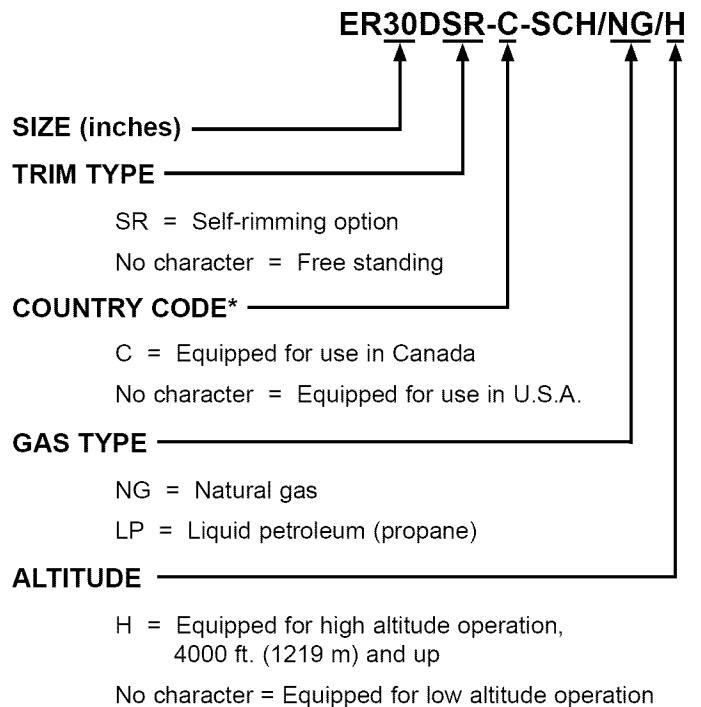 ER30DSR-C-SCH/NG/H
SIZE (inches)
TRIM TYPE
SR = Self-rimming option
No character = Free standing
COUNTRY CODE*
C = Equipped for use in Canada
No character = Equipped for use in U.S.A.
GAS TYPE
NG = Natural gas
LP = Liquid petroleum (propane)
ALTITUDE
H = Equipped for high altitude operation,
4000 ft. (1219 m) and up
No character = Equipped for low altitude operation